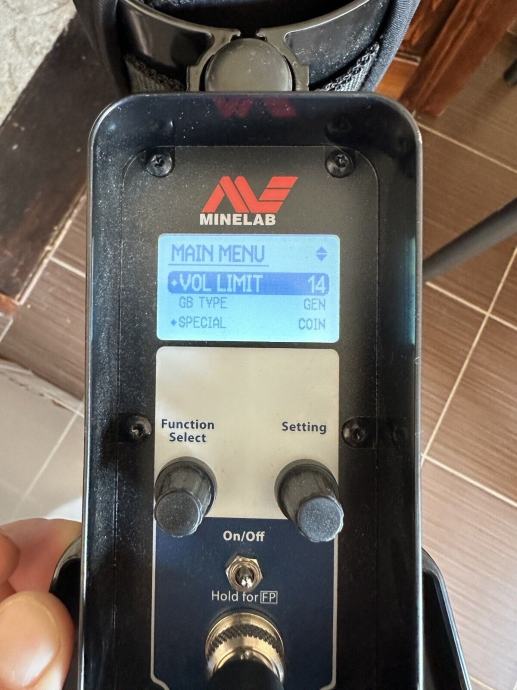 MINELAB
MAIN MENU
VOL LIMIT 14
GB TYPE GEN
SPECIAL COIN
Function Select
Setting
On/Off
Hold for FP